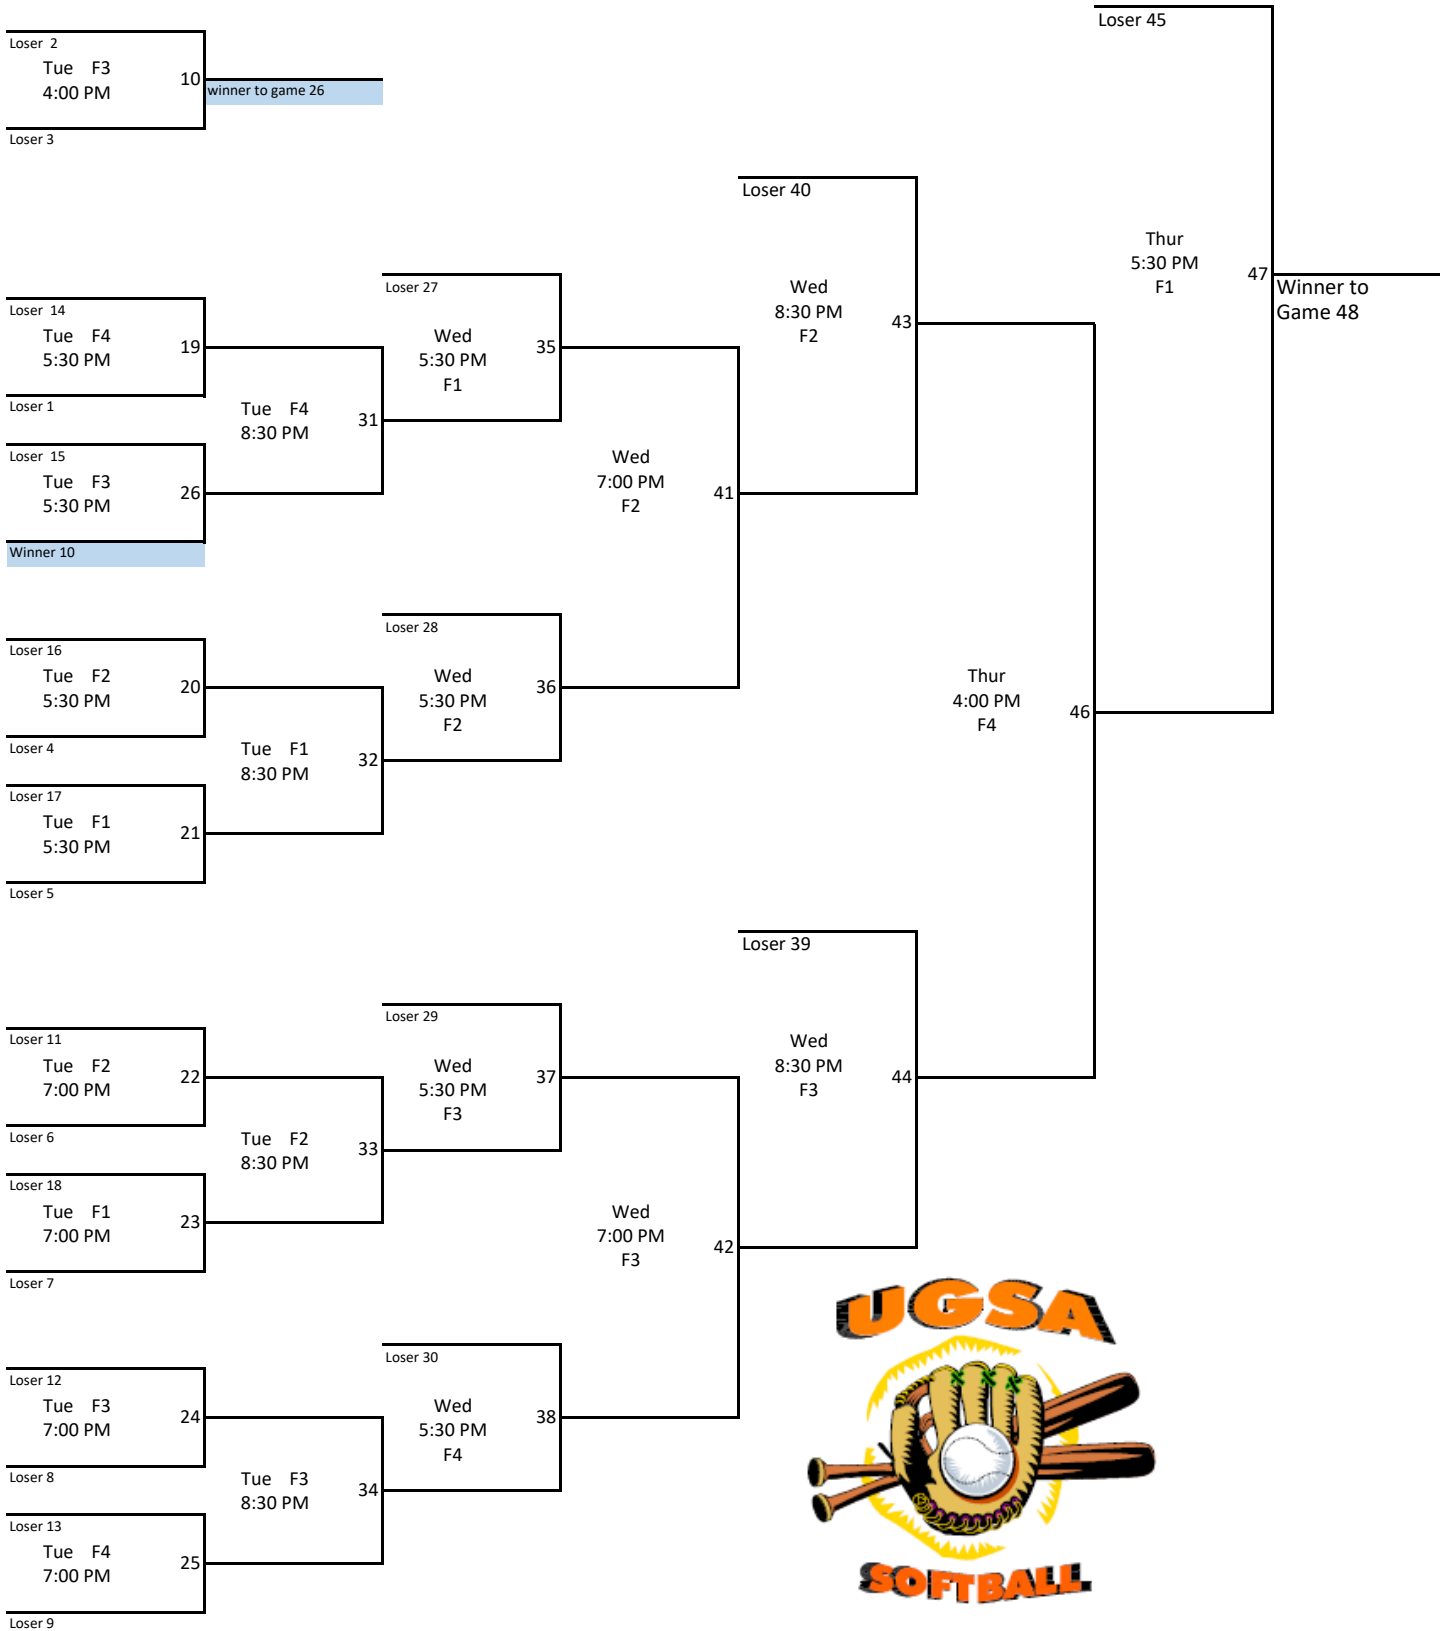 Loser 2
Tue F3
4:00 PM
10
winner to game 26
Loser 3
Loser 14
Tue F4
5:30 PM
19
Loser 1
Loser 15
Tue F3
5:30 PM
26
Winner 10
Tue F4
8:30 PM
31
Loser 27
Wed
5:30 PM
F1
35
Loser 16
Tue F2
5:30 PM
20
Loser 4
Loser 17
Tue F1
5:30 PM
21
Loser 5
Tue F1
8:30 PM
32
Loser 28
Wed
5:30 PM
F2
36
Wed
7:00 PM
F2
41
Loser 40
Wed
8:30 PM
F2
43
Loser 11
Tue F2
7:00 PM
22
Loser 6
Loser 18
Tue F1
7:00 PM
23
Loser 7
Tue F2
8:30 PM
33
Loser 29
Wed
5:30 PM
F3
37
Loser 12
Tue F3
7:00 PM
24
Loser 8
Loser 13
Tue F4
7:00 PM
25
Loser 9
Tue F3
8:30 PM
34
Loser 30
Wed
5:30 PM
F4
38
Wed
7:00 PM
F3
42
Loser 39
Wed
8:30 PM
F3
44
Thur
4:00 PM
F4
46
Loser 45
Thur
5:30 PM
F1
47
Winner to
Game 48
UGSA
SOFTBALL